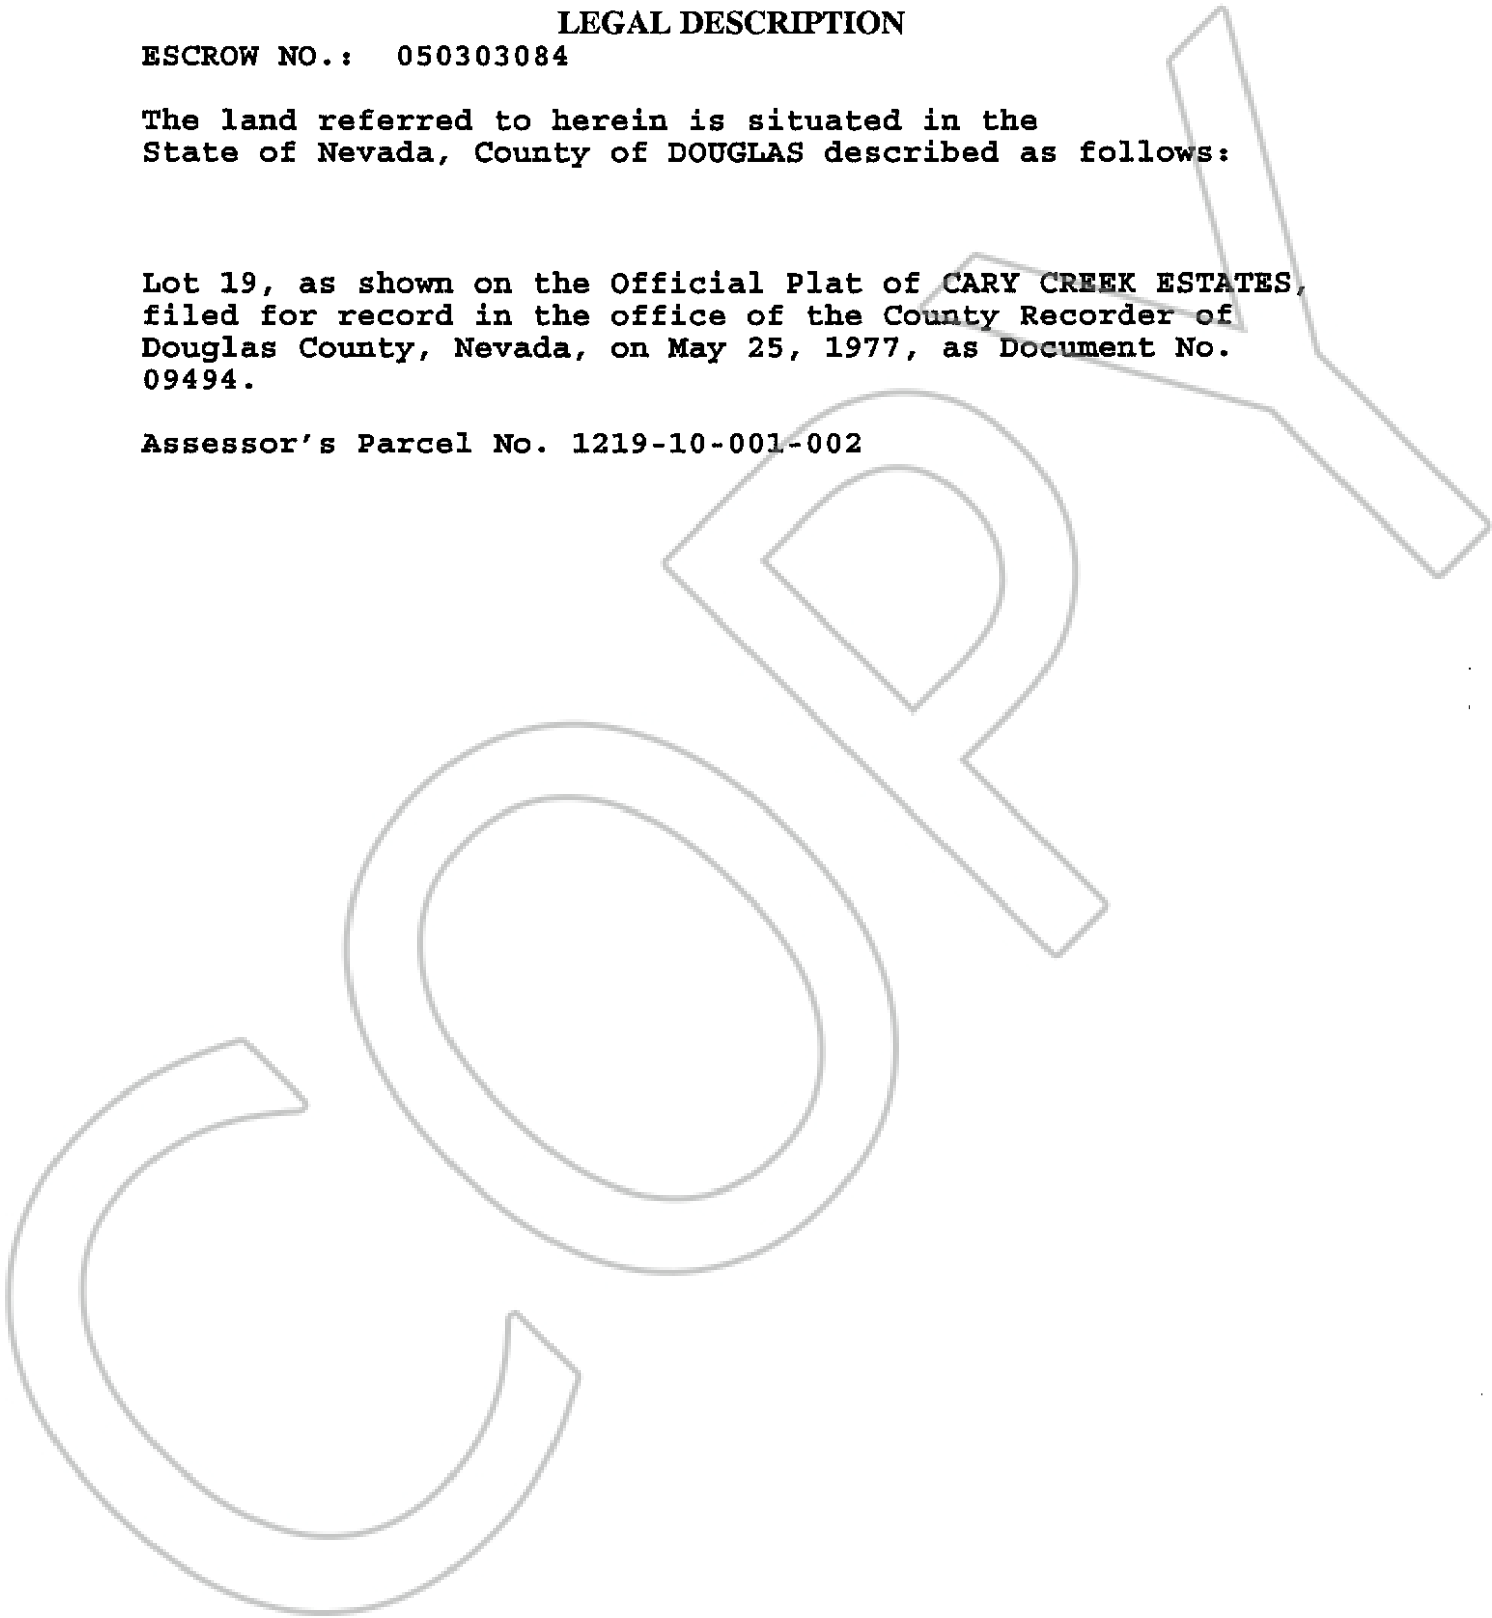 LEGAL DESCRIPTION
ESCROW NO.: 050303084
The land referred to herein is situated in the
State of Nevada, County of DOUGLAS described as follows:
Lot 19, as shown on the Official Plat of CARY CREEK ESTATES,
filed for record in the office of the County Recorder of
Douglas County, Nevada, on May 25, 1977, as Document No.
09494.
Assessor's Parcel No. 1219-10-001-002
COPY